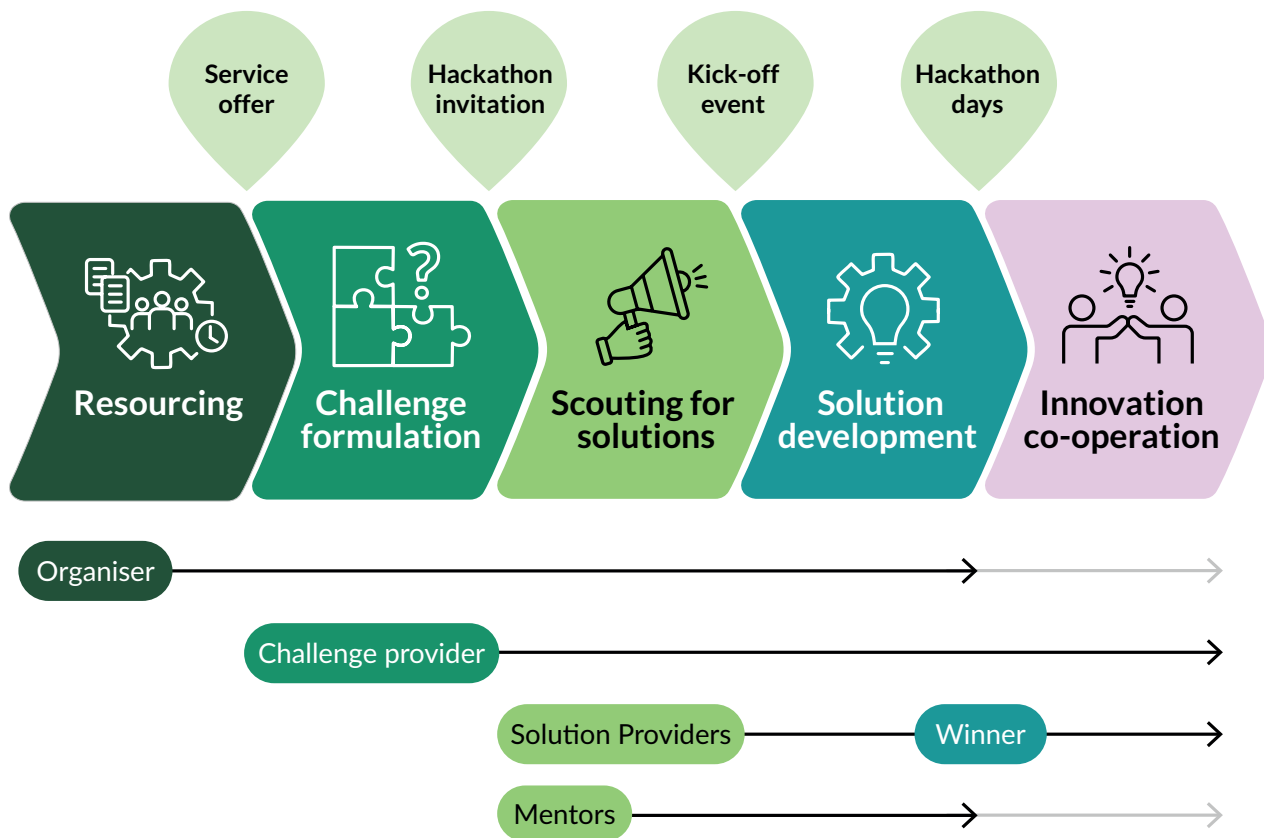 Service
offer
Hackathon
invitation
Kick-off
event
Hackathon
days
Resourcing
Challenge
formulation
?
Scouting for
solutions
Solution
development
Innovation
co-operation
Organiser
Challenge provider
Solution Providers
Winner
Mentors